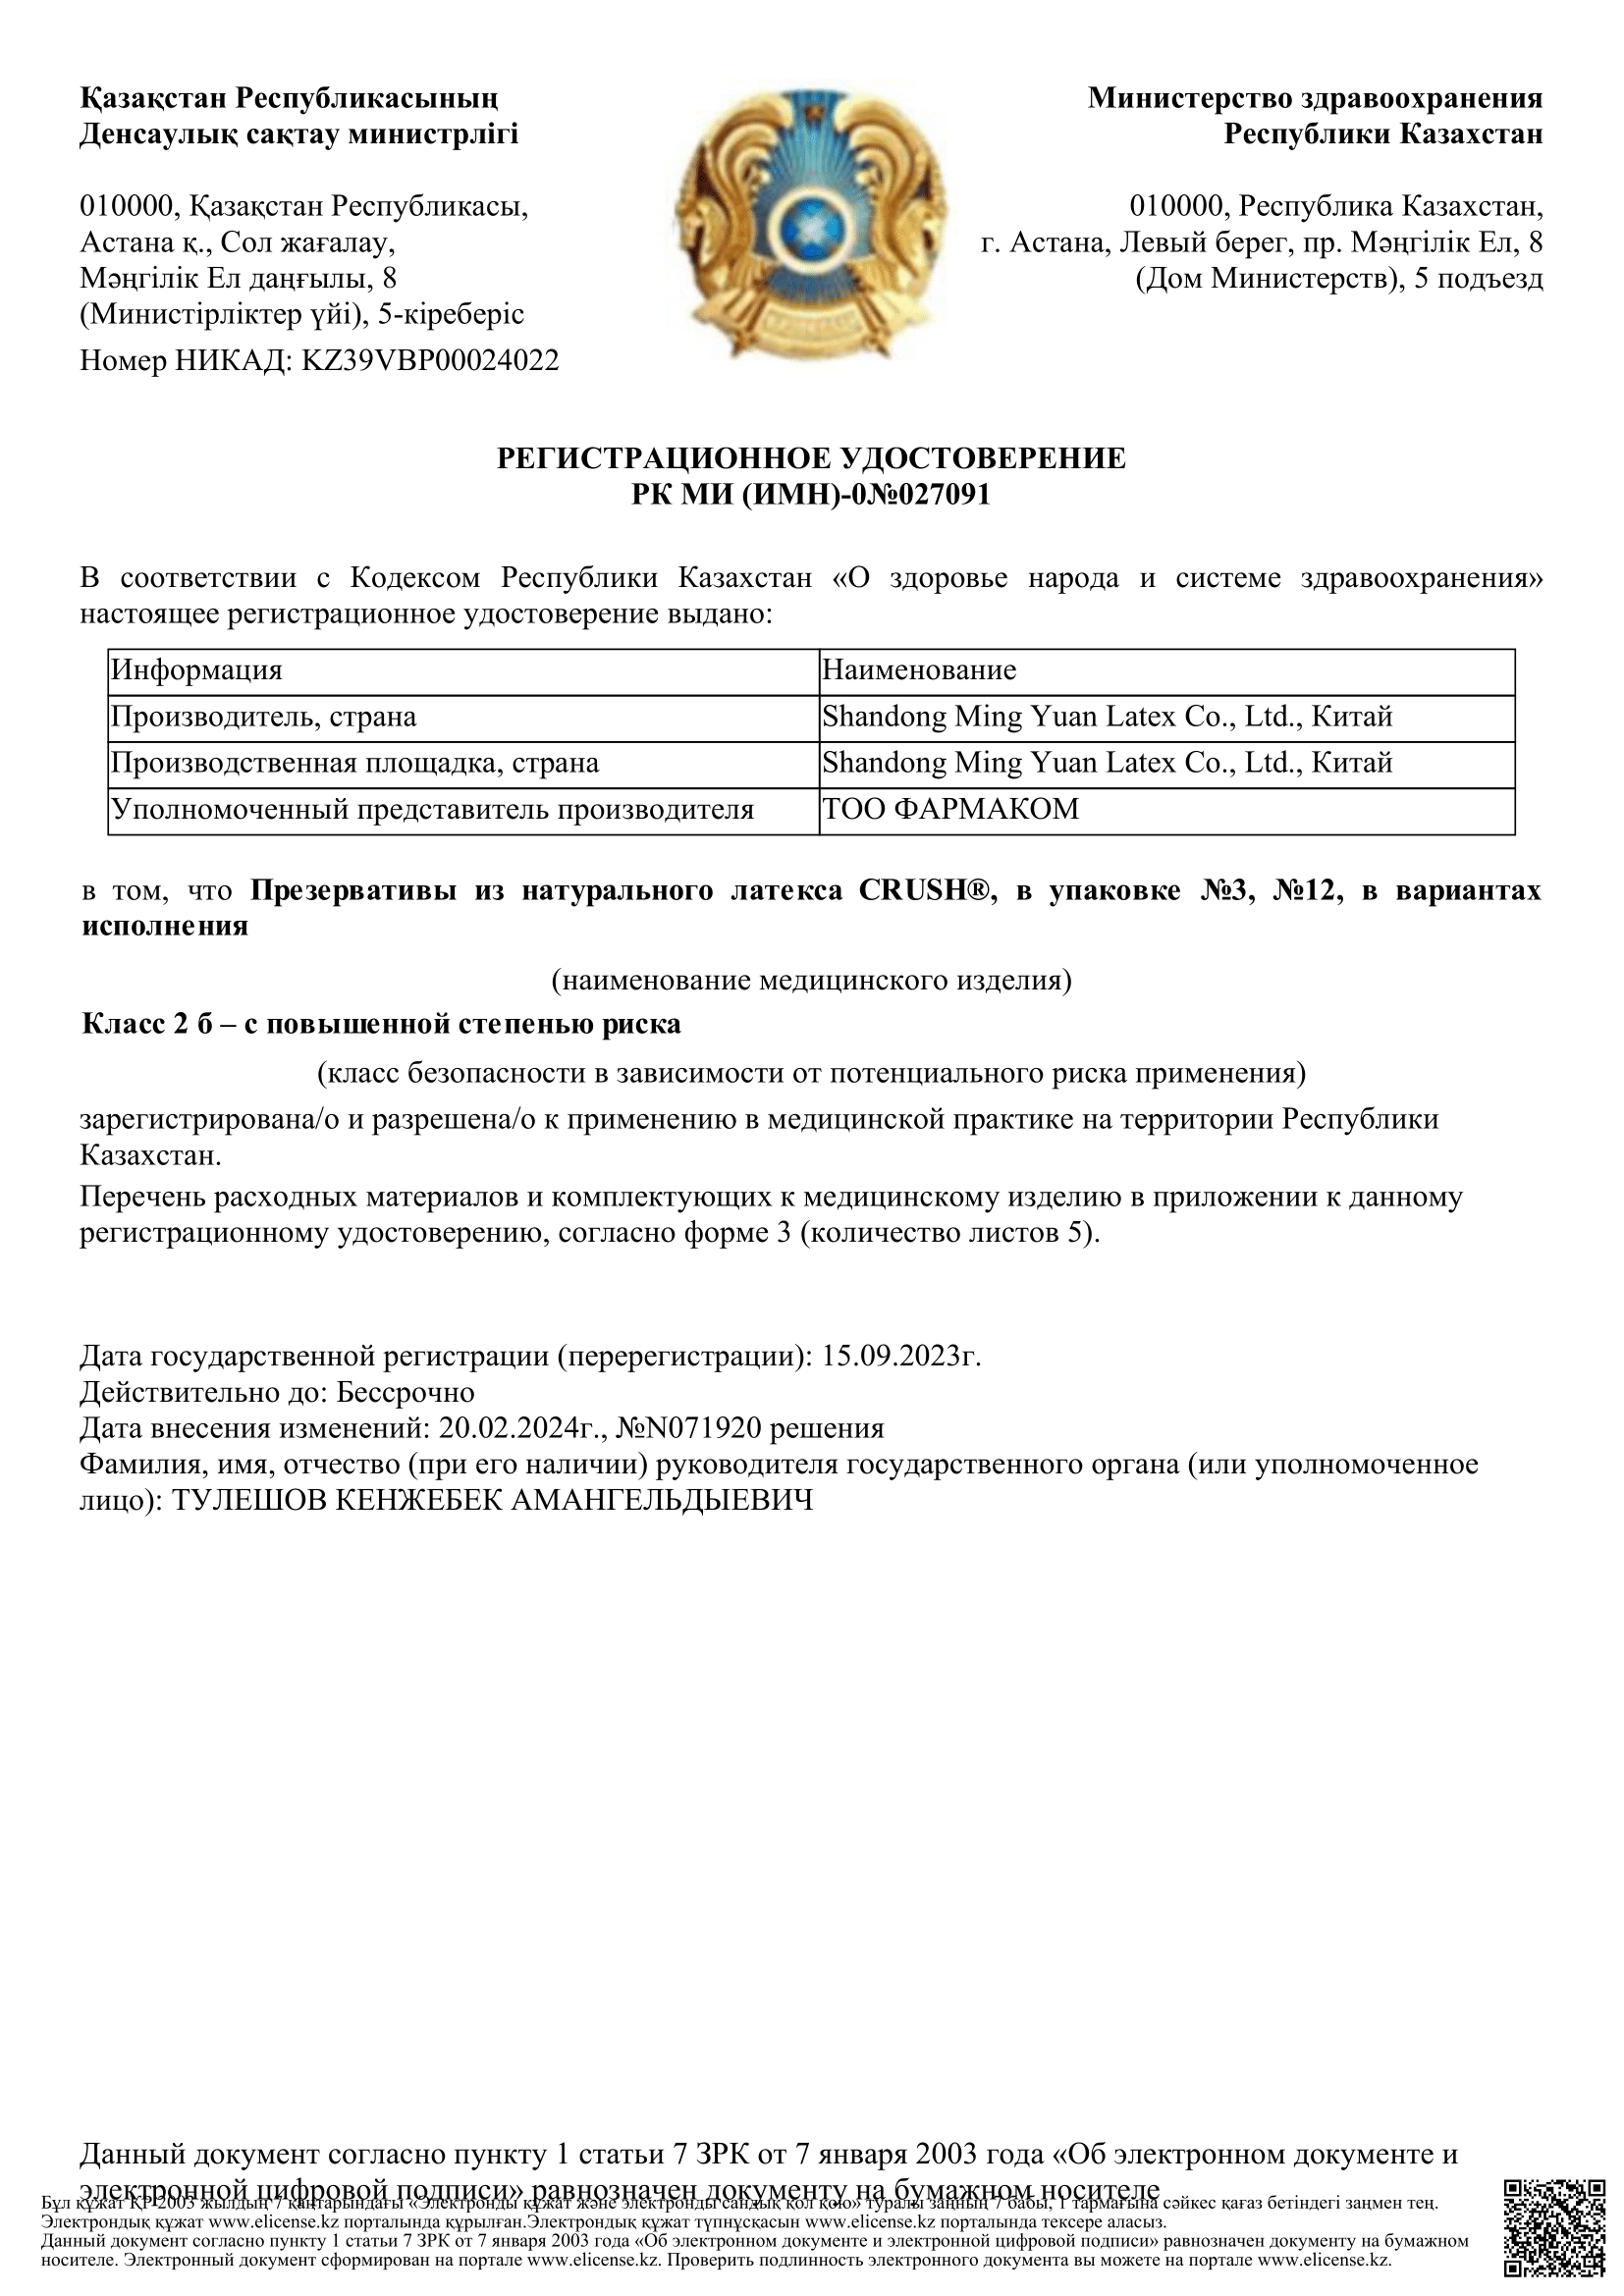 Қазақстан Республикасының
Денсаулық сақтау министрлігі
010000, Қазақстан Республикасы,
Астана қ., Сол жағалау,
Мәңгілік Ел даңғылы, 8
(Министірліктер үйі), 5-кіреберіс
Номер НИКАД: KZ39VBP00024022
Министерство здравоохранения
Республики Казахстан
010000, Республика Казахстан,
г. Астана, Левый берег, пр. Мәңгілік Ел, 8
(Дом Министерств), 5 подъезд
РЕГИСТРАЦИОННОЕ УДОСТОВЕРЕНИЕ
РК МИ (ИМН)-0№027091
В соответствии с Кодексом Республики Казахстан «О здоровье народа и системе здравоохранения»
настоящее регистрационное удостоверение выдано:
Информация Наименование
Производитель, страна Shandong Ming Yuan Latex Co., Ltd., Китай
Производственная площадка, страна Shandong Ming Yuan Latex Co., Ltd., Китай
Уполномоченный представитель производителя ТОО ФАРМАКОМ
в том, что Презервативы из натурального латекса CRUSH®, в упаковке №3, №12, в вариантах
исполнения
(наименование медицинского изделия)
Класс 2 б – с повышенной степенью риска
(класс безопасности в зависимости от потенциального риска применения)
зарегистрирована/о и разрешена/о к применению в медицинской практике на территории Республики
Казахстан.
Перечень расходных материалов и комплектующих к медицинскому изделию в приложении к данному
регистрационному удостоверению, согласно форме 3 (количество листов 5).
Дата государственной регистрации (перерегистрации): 15.09.2023г.
Действительно до: Бессрочно
Дата внесения изменений: 20.02.2024г., №N071920 решения
Фамилия, имя, отчество (при его наличии) руководителя государственного органа (или уполномоченное
лицо): ТУЛЕШОВ КЕНЖЕБЕК АМАНГЕЛЬДЫЕВИЧ
Данный документ согласно пункту 1 статьи 7 ЗРК от 7 января 2003 года «Об электронном документе и
электронной цифровой подписи» равнозначен документу на бумажном носителе
Бұл құжат ҚР 2003 жылдың 7 қаңтарындағы «Электронды құжат және электронды сандық қол қою» туралы заңның 7 бабы, 1 тармағына сәйкес қағаз бетіндегі заңмен тең.
Электрондық құжат www.elicense.kz порталында құрылған.Электрондық құжат түпнұсқасын www.elicense.kz порталында тексере аласыз.
Данный документ согласно пункту 1 статьи 7 ЗРК от 7 января 2003 года «Об электронном документе и электронной цифровой подписи» равнозначен документу на бумажном
носителе. Электронный документ сформирован на портале www.elicense.kz. Проверить подлинность электронного документа вы можете на портале www.elicense.kz.